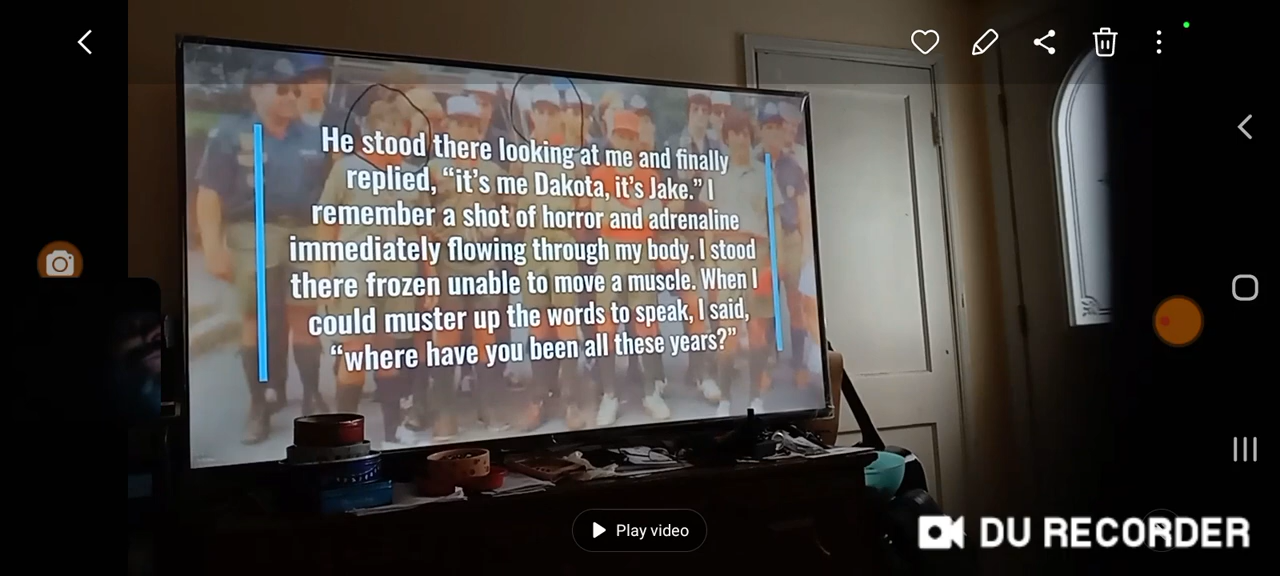 He stood there looking at me and finally
replied, “it’s me Dakota, it’s Jake.” I
remember a shot of horror and adrenaline
immediately flowing through my body. I stood
there frozen unable to move a muscle. When I
could muster up the words to speak, I said,
“where have you been all these years?”
Play video
DU RECORDER